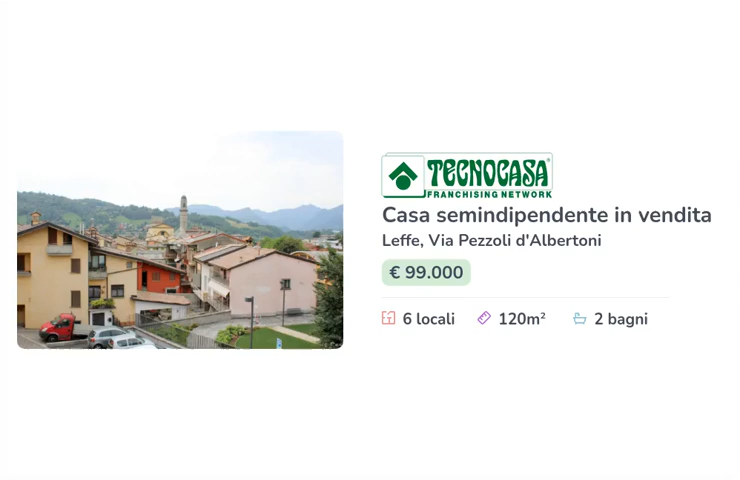 TECNOCASA®
FRANCHISING NETWORK
Casa semindipendente in vendita
Leffe, Via Pezzoli d'Albertoni
€ 99.000
6 locali 120m² 2 bagni